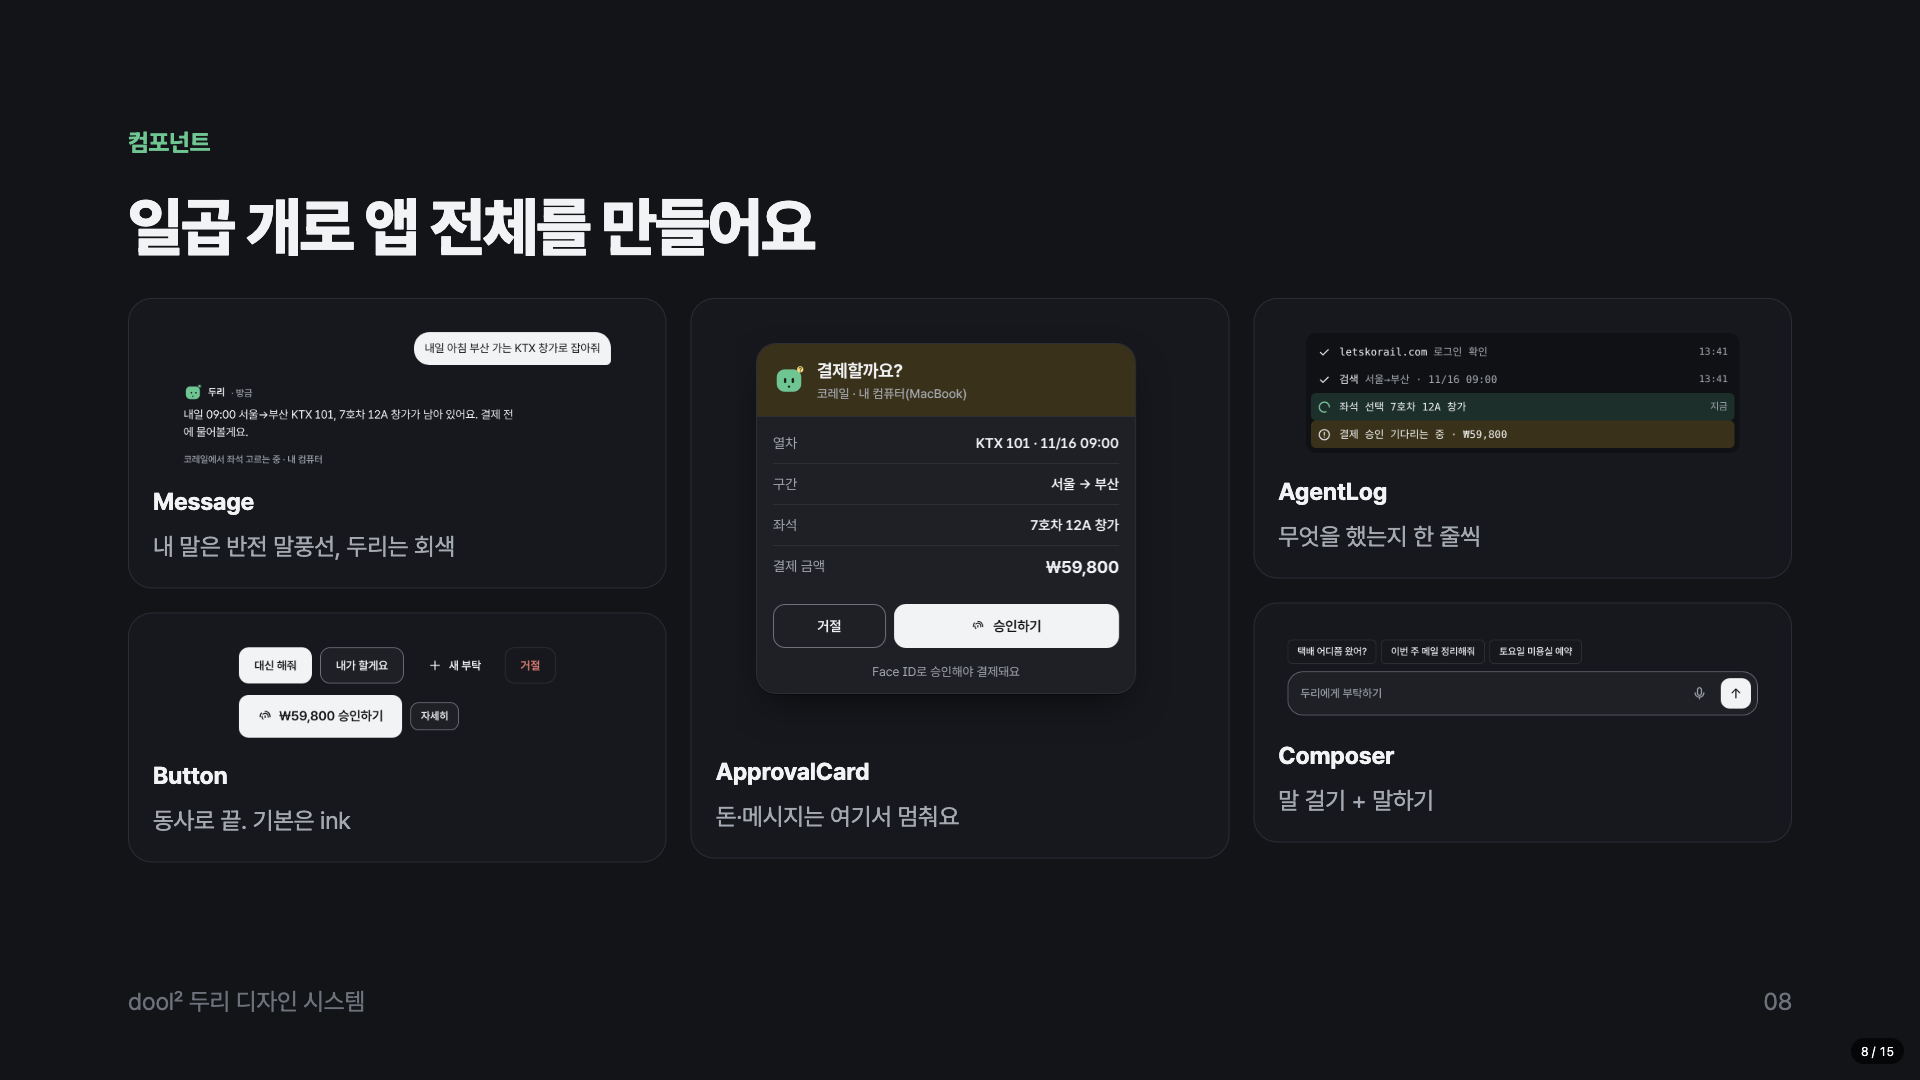 컴포넌트
일곱 개로 앱 전체를 만들어요
내일 아침 부산 가는 KTX 창가로 잡아줘
두리 · 방금
내일 09:00 서울→부산 KTX 101, 7호차 12A 창가가 남아 있어요. 결제 전
에 물어볼게요.
코레일에서 좌석 고르는 중 · 내 컴퓨터
Message
내 말은 반전 말풍선, 두리는 회색
대신 해줘
내가 할게요
+ 새 부탁
거절
₩59,800 승인하기
자세히
Button
동사로 끝. 기본은 ink
결제할까요?
코레일 · 내 컴퓨터(MacBook)
열차 KTX 101 · 11/16 09:00
구간 서울 → 부산
좌석 7호차 12A 창가
결제 금액 ₩59,800
거절
승인하기
Face ID로 승인해야 결제돼요
ApprovalCard
돈·메시지는 여기서 멈춰요
letskorail.com 로그인 확인 13:41
검색 서울→부산 · 11/16 09:00 13:41
좌석 선택 7호차 12A 창가 지금
결제 승인 기다리는 중 · ₩59,800
AgentLog
무엇을 했는지 한 줄씩
택배 어디쯤 왔어?
이번 주 메일 정리해줘
토요일 미용실 예약
두리에게 부탁하기
Composer
말 걸기 + 말하기
dool² 두리 디자인 시스템
08
8 / 15